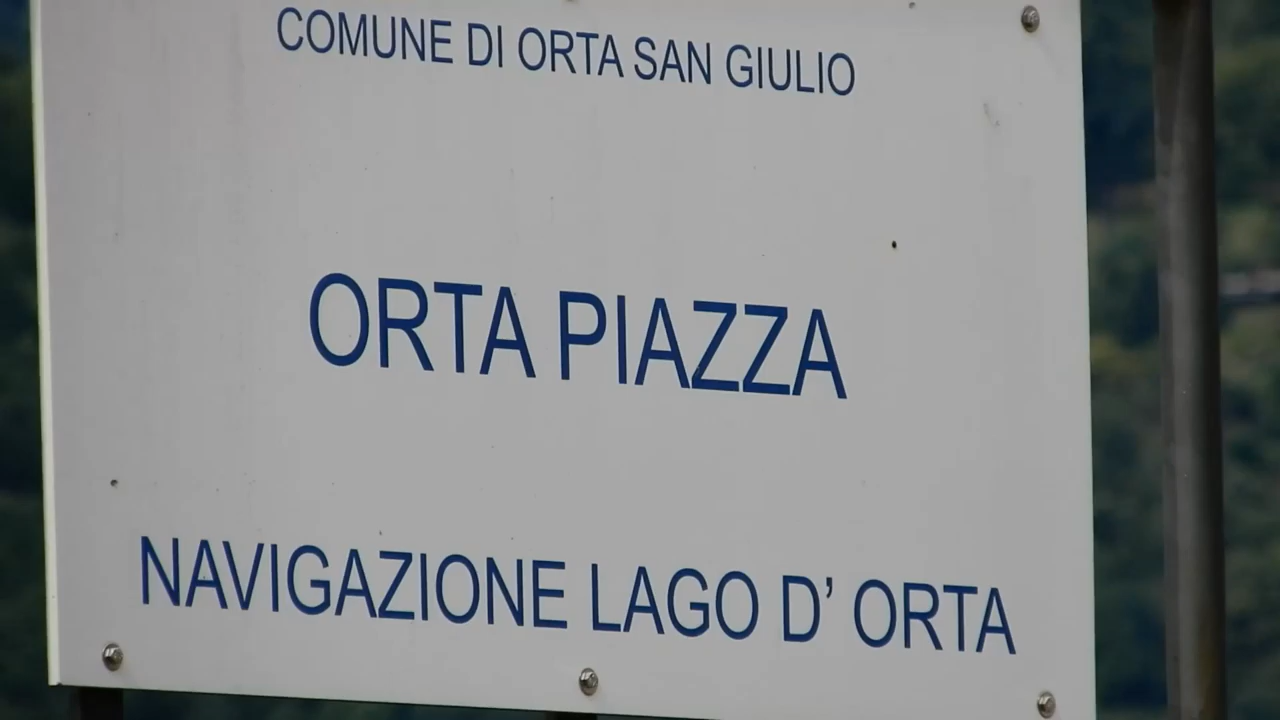 COMUNE DI ORTA SAN GIULIO
ORTA PIAZZA
NAVIGAZIONE LAGO D' ORTA